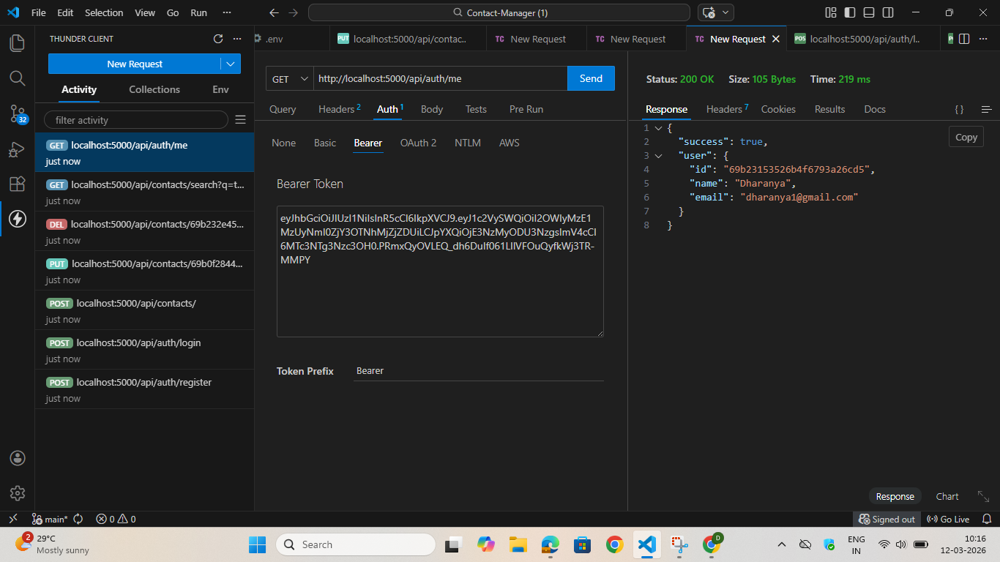 File Edit Selection View Go Run ···
Contact-Manager (1)
THUNDER CLIENT
New Request
Activity Collections Env
filter activity
GET localhost:5000/api/auth/me
just now
GET localhost:5000/api/contacts/search?q=t...
just now
DEL localhost:5000/api/contacts/69b232e45...
just now
PUT localhost:5000/api/contacts/69b0f2844...
just now
POST localhost:5000/api/contacts/
just now
POST localhost:5000/api/auth/login
just now
POST localhost:5000/api/auth/register
just now
32
.env
PUT localhost:5000/api/contac..
TC New Request
TC New Request
TC New Request
POS localhost:5000/api/auth/l..
GET http://localhost:5000/api/auth/me Send
Query Headers 2 Auth 1 Body Tests Pre Run
None Basic Bearer OAuth 2 NTLM AWS
Bearer Token
Token Prefix Bearer
Status: 200 OK Size: 105 Bytes Time: 219 ms
Response Headers 7 Cookies Results Docs { }
Copy
1 {
2 "success": true,
3 "user": {
4 "id": "69b23153526b4f6793a26cd5",
5 "name": "Dharanya",
6 "email": "dharanya1@gmail.com"
7 }
8 }
Response Chart
main* 0 0 Signed out Go Live
2
29°C
Mostly sunny
Search
D
ENG
IN
10:16
12-03-2026